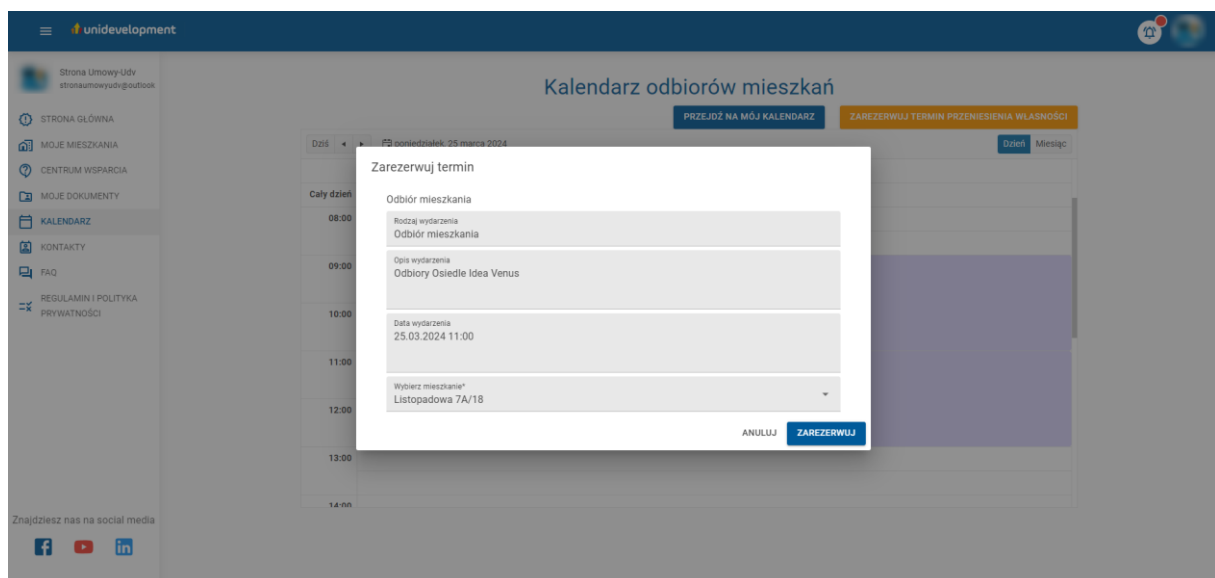 unidevelopment
Strona Umowy-Udv
stronaumowyudv@outlook
STRONA GŁÓWNA
MOJE MIESZKANIA
CENTRUM WSPARCIA
MOJE DOKUMENTY
KALENDARZ
KONTAKTY
FAQ
REGULAMIN I POLITYKA
PRYWATNOŚCI
Znajdziesz nas na social media
Kalendarz odbiorów mieszkań
PRZEJDŹ NA MÓJ KALENDARZ
ZAREZERWUJ TERMIN PRZENIESIENIA WŁASNOŚCI
Dziś poniedziałek, 25 marca 2024 Dzień Miesiąc
Cały dzień
08:00
09:00
10:00
11:00
12:00
13:00
14:00
Zarezerwuj termin
Odbiór mieszkania
Rodzaj wydarzenia
Odbiór mieszkania
Opis wydarzenia
Odbiory Osiedle Idea Venus
Data wydarzenia
25.03.2024 11:00
Wybierz mieszkanie*
Listopadowa 7A/18
ANULUJ ZAREZERWUJ